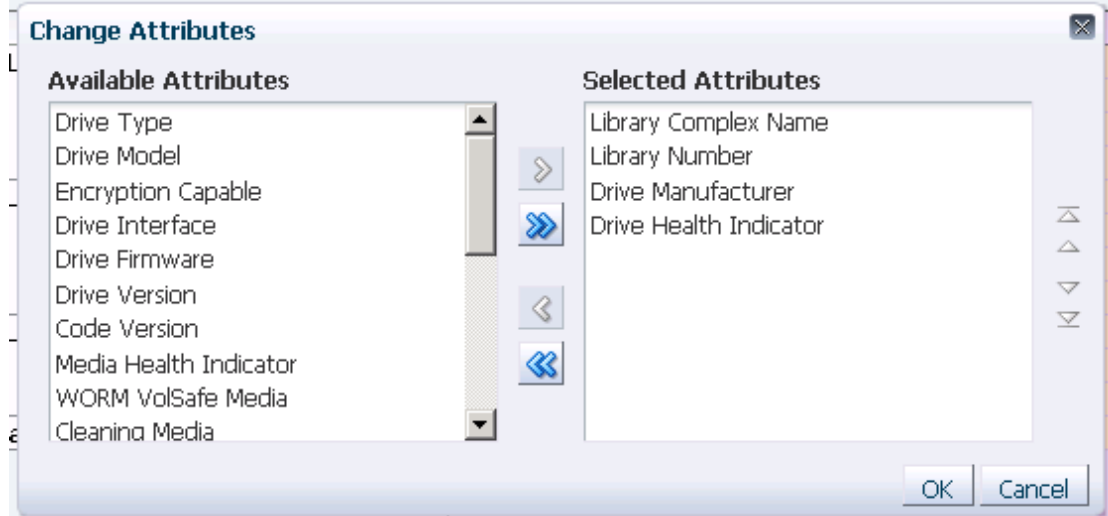 Change Attributes
Available Attributes
Drive Type
Drive Model
Encryption Capable
Drive Interface
Drive Firmware
Drive Version
Code Version
Media Health Indicator
WORM VolSafe Media
Cleaning Media
Selected Attributes
Library Complex Name
Library Number
Drive Manufacturer
Drive Health Indicator
OK
Cancel